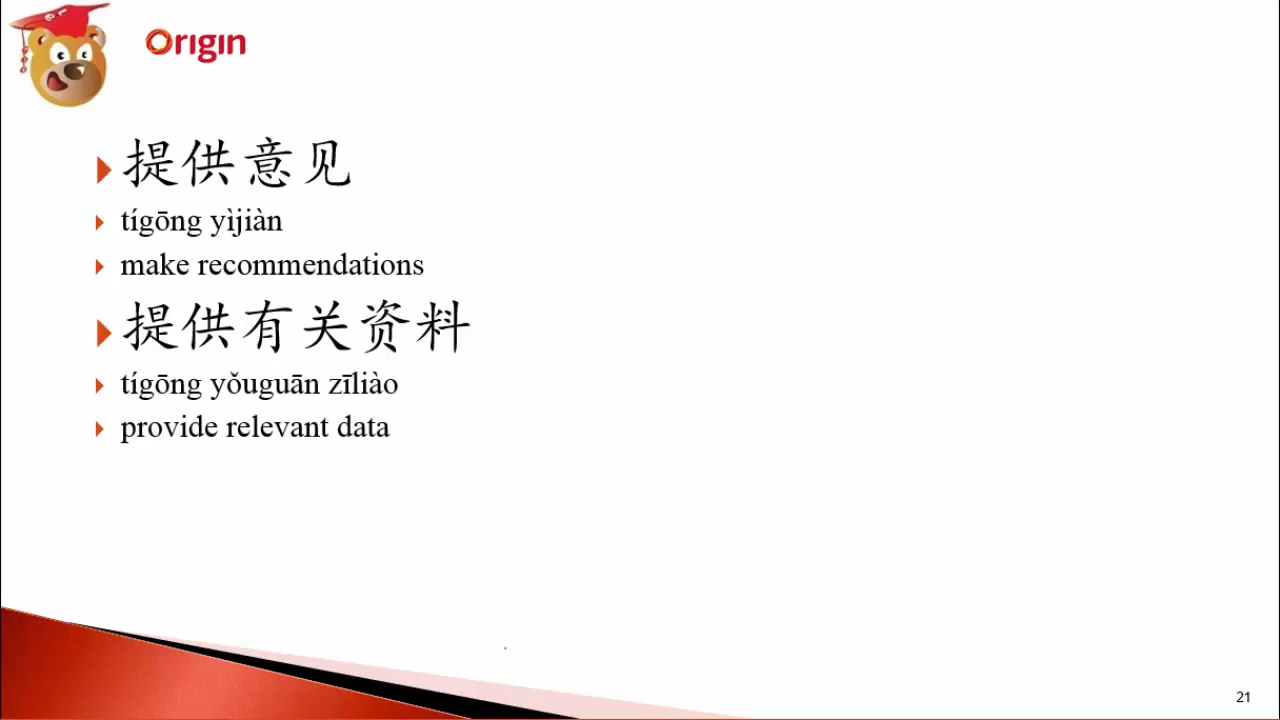 Origin
提供意见
tígōng yìjiàn
make recommendations
提供有关资料
tígōng yǒuguān zīliào
provide relevant data
21